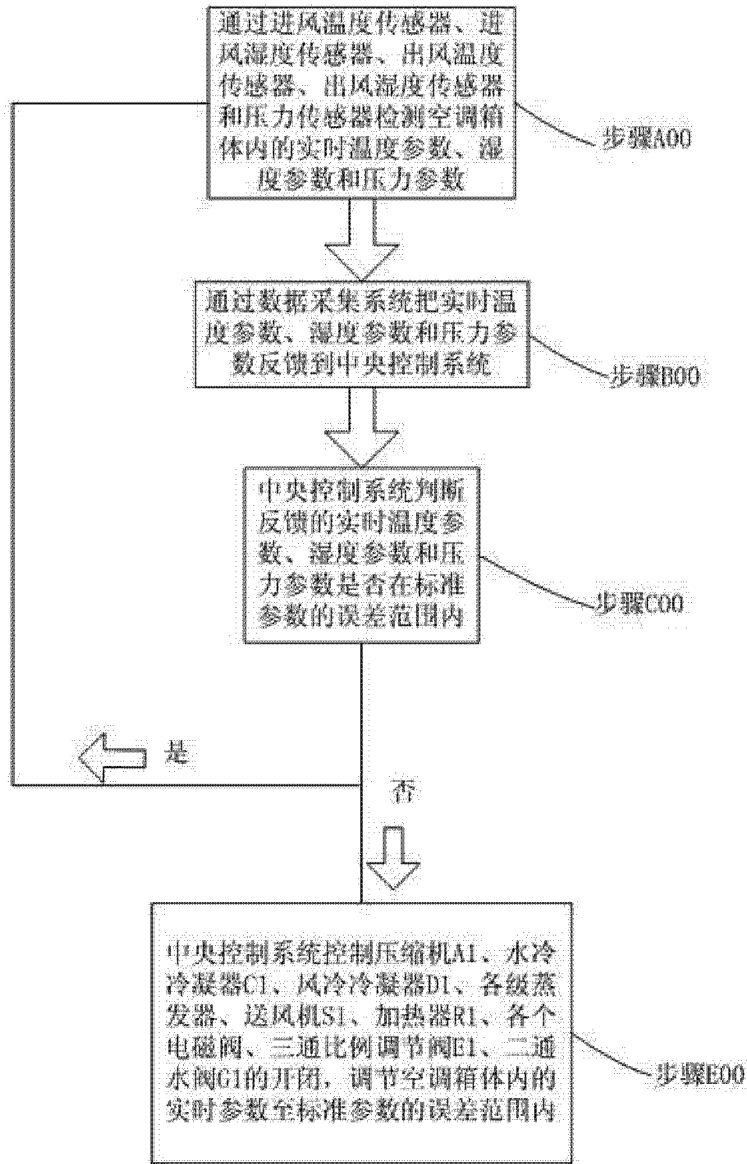 通过进风温度传感器、进
风湿度传感器、出风温度
传感器、出风湿度传感器
和压力传感器检测空调箱
体内的实时温度参数、湿
度参数和压力参数
步骤A00
通过数据采集系统把实时温
度参数、湿度参数和压力参
数反馈到中央控制系统
步骤B00
中央控制系统判断
反馈的实时温度参
数、湿度参数和压
力参数是否在标准
参数的误差范围内
步骤C00
是
否
中央控制系统控制压缩机A1、水冷
冷凝器C1、风冷冷凝器D1、各级蒸
发器、送风机S1、加热器R1、各个
电磁阀、三通比例调节阀E1、二通
水阀G1的开闭，调节空调箱体内的
实时参数至标准参数的误差范围内
步骤E00